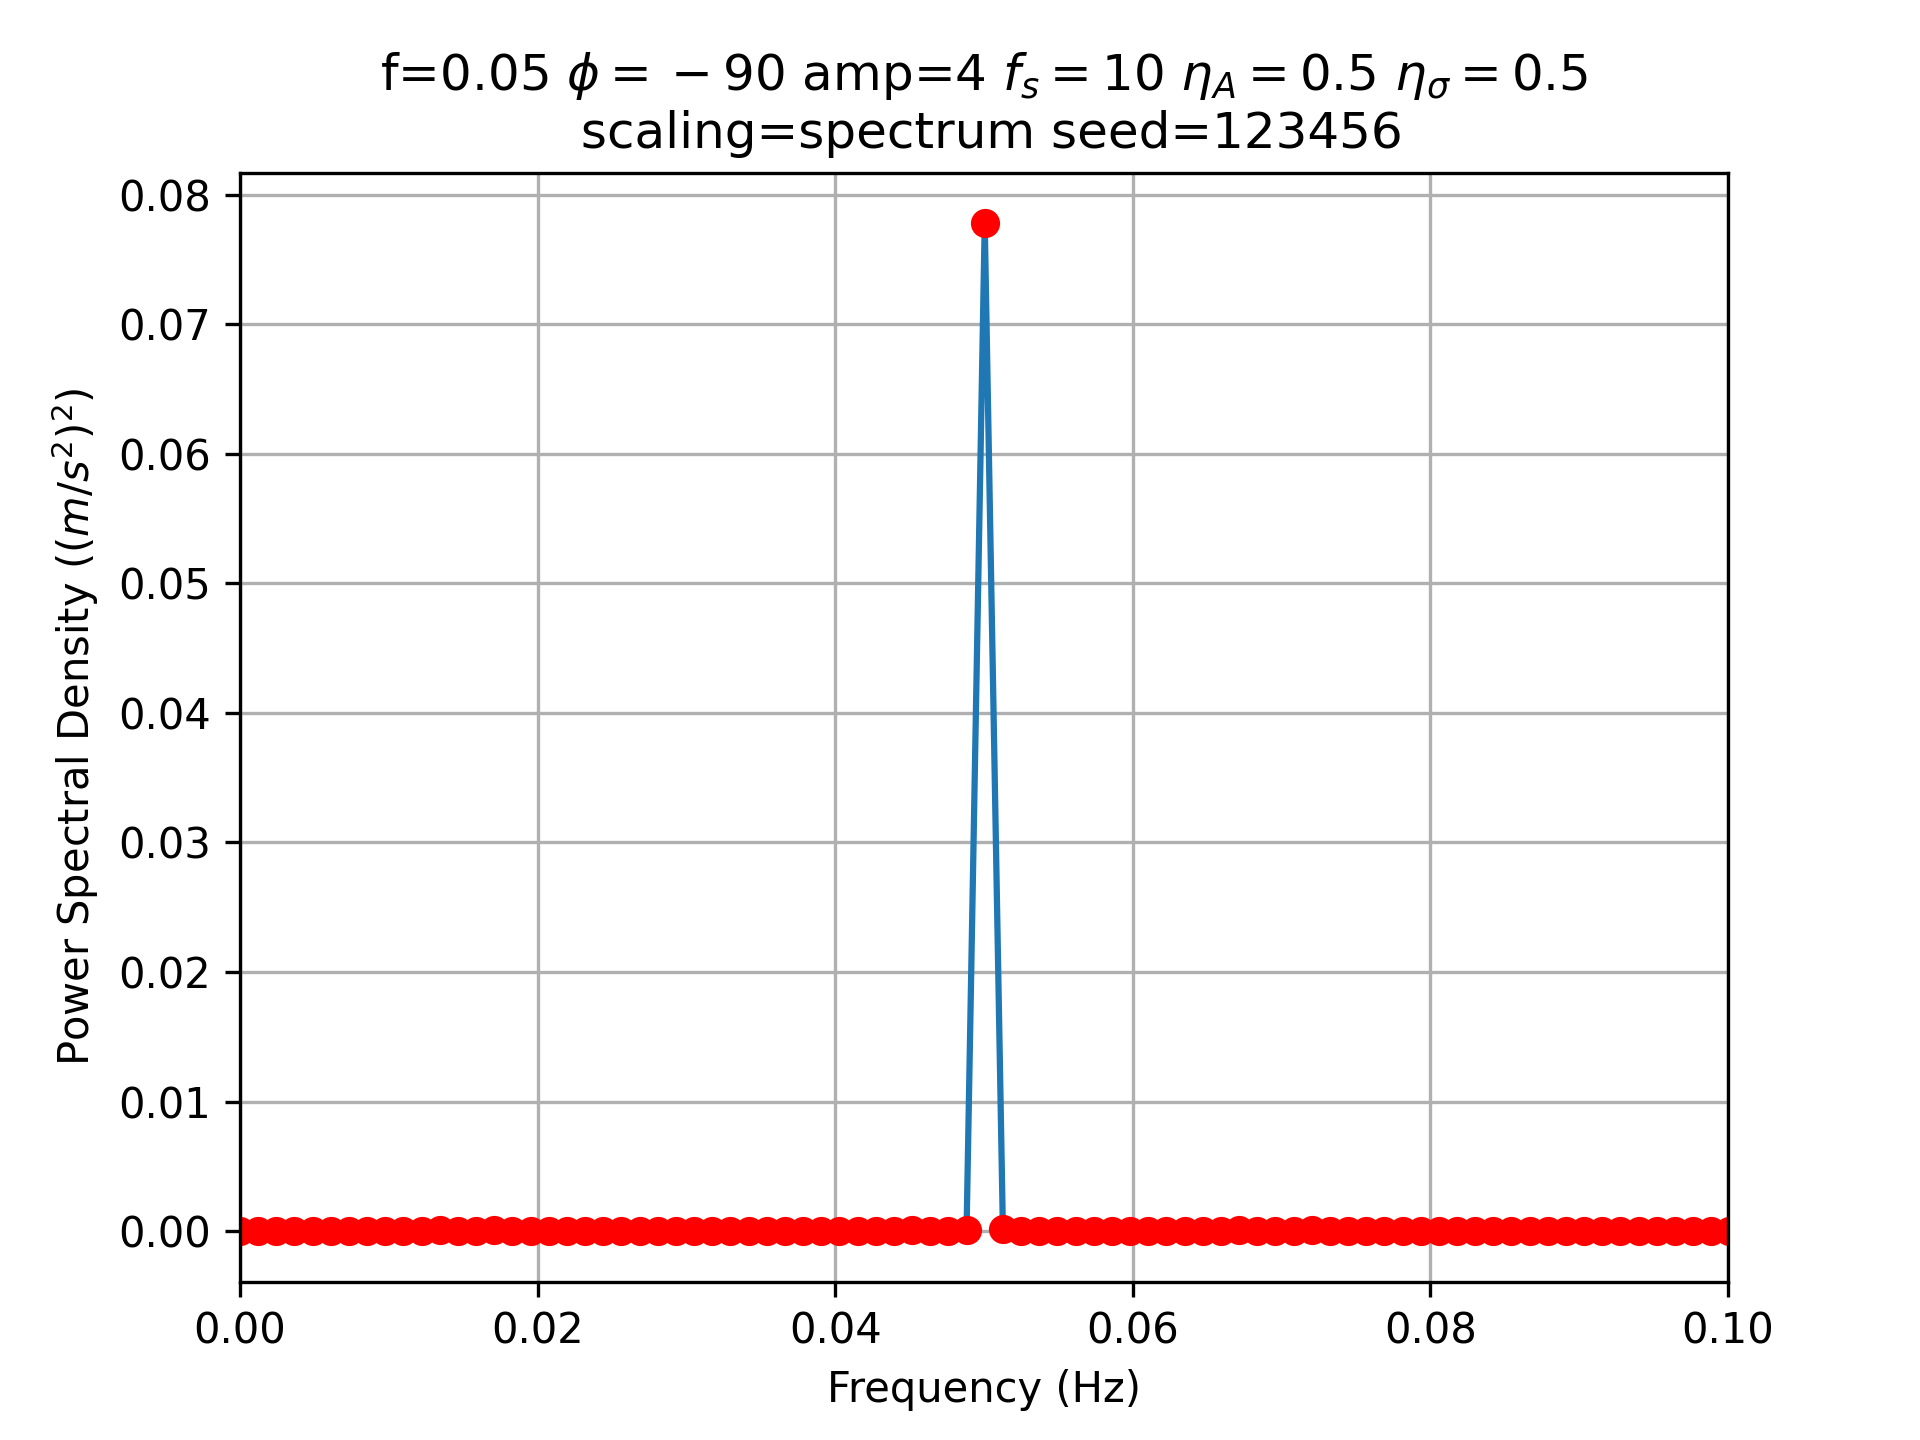 f=0.05 ϕ = −90 amp=4 fₛ = 10 η_A = 0.5 η_σ = 0.5
scaling=spectrum seed=123456
Power Spectral Density ((m/s²)²)
0.08
0.07
0.06
0.05
0.04
0.03
0.02
0.01
0.00
0.00 0.02 0.04 0.06 0.08 0.10
Frequency (Hz)